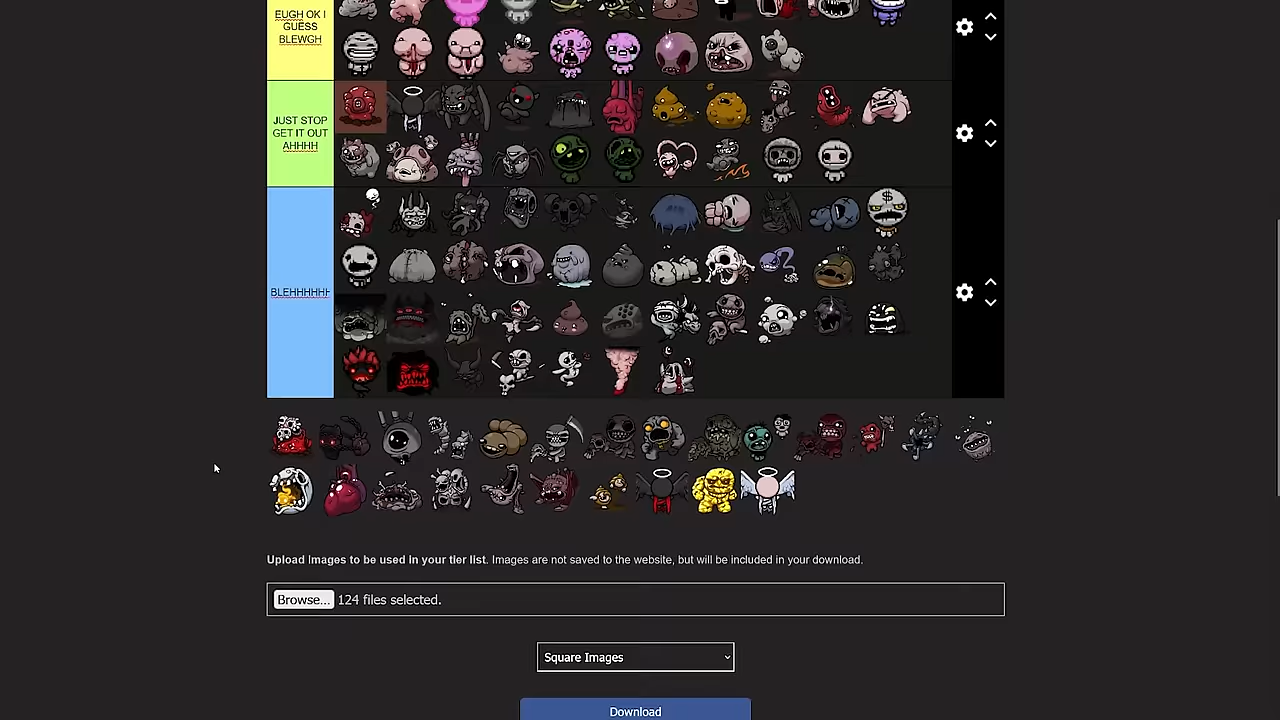 EUGH OK I
GUESS
BLEWGH
JUST STOP
GET IT OUT
AHHHH
BLEHHHHHH
Upload images to be used in your tier list. Images are not saved to the website, but will be included in your download.
Browse... 124 files selected.
Square Images
Download